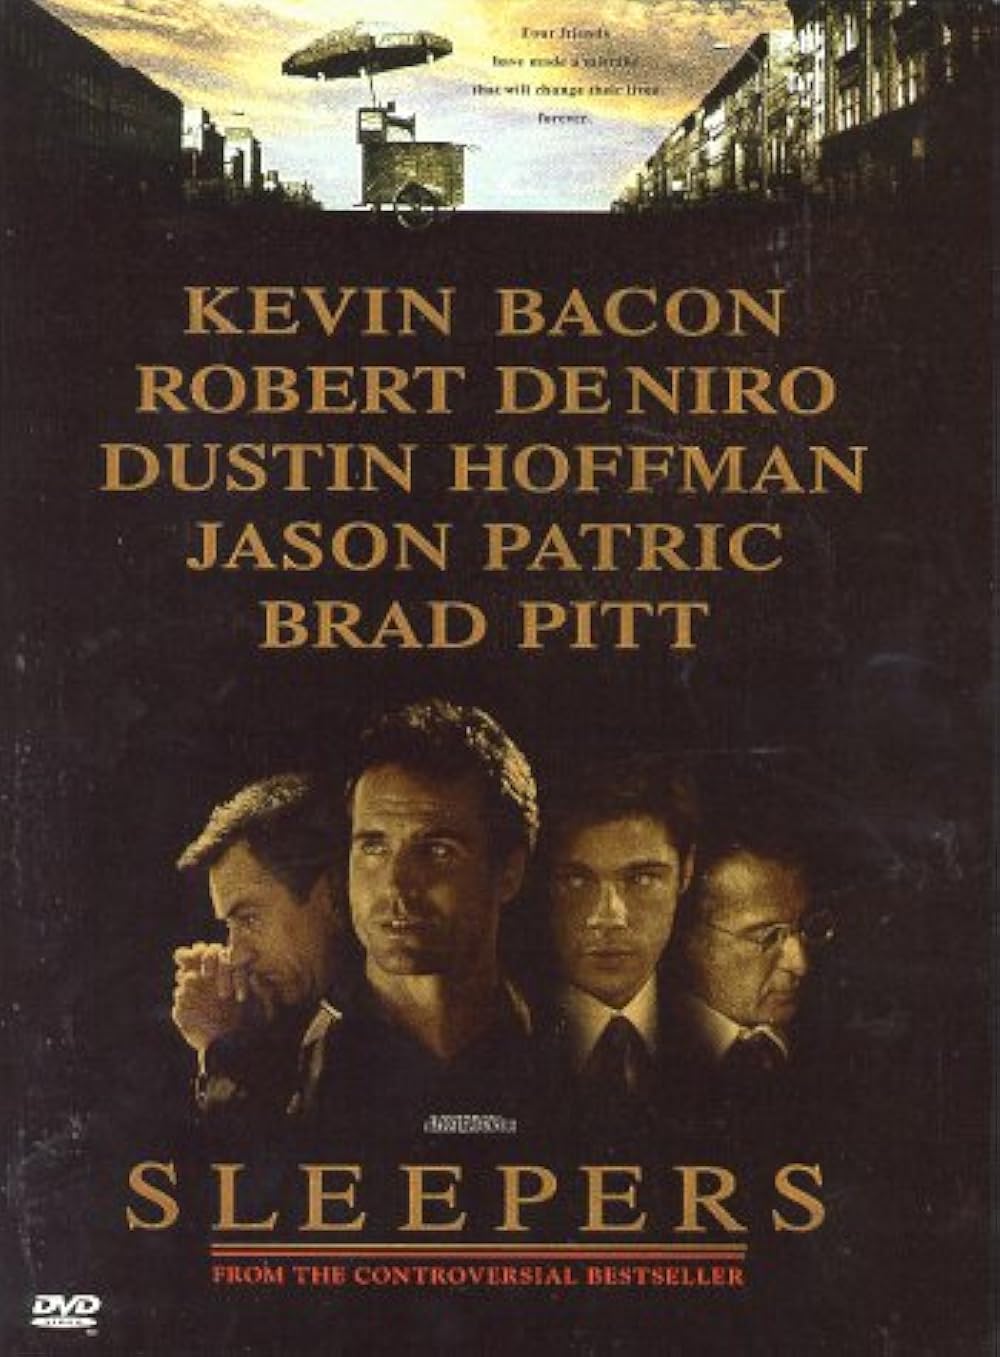 Four friends
have made a mistake
that will change their lives
forever.
KEVIN BACON
ROBERT DE NIRO
DUSTIN HOFFMAN
JASON PATRIC
BRAD PITT
SLEEPERS
FROM THE CONTROVERSIAL BESTSELLER
DVD
VIDEO